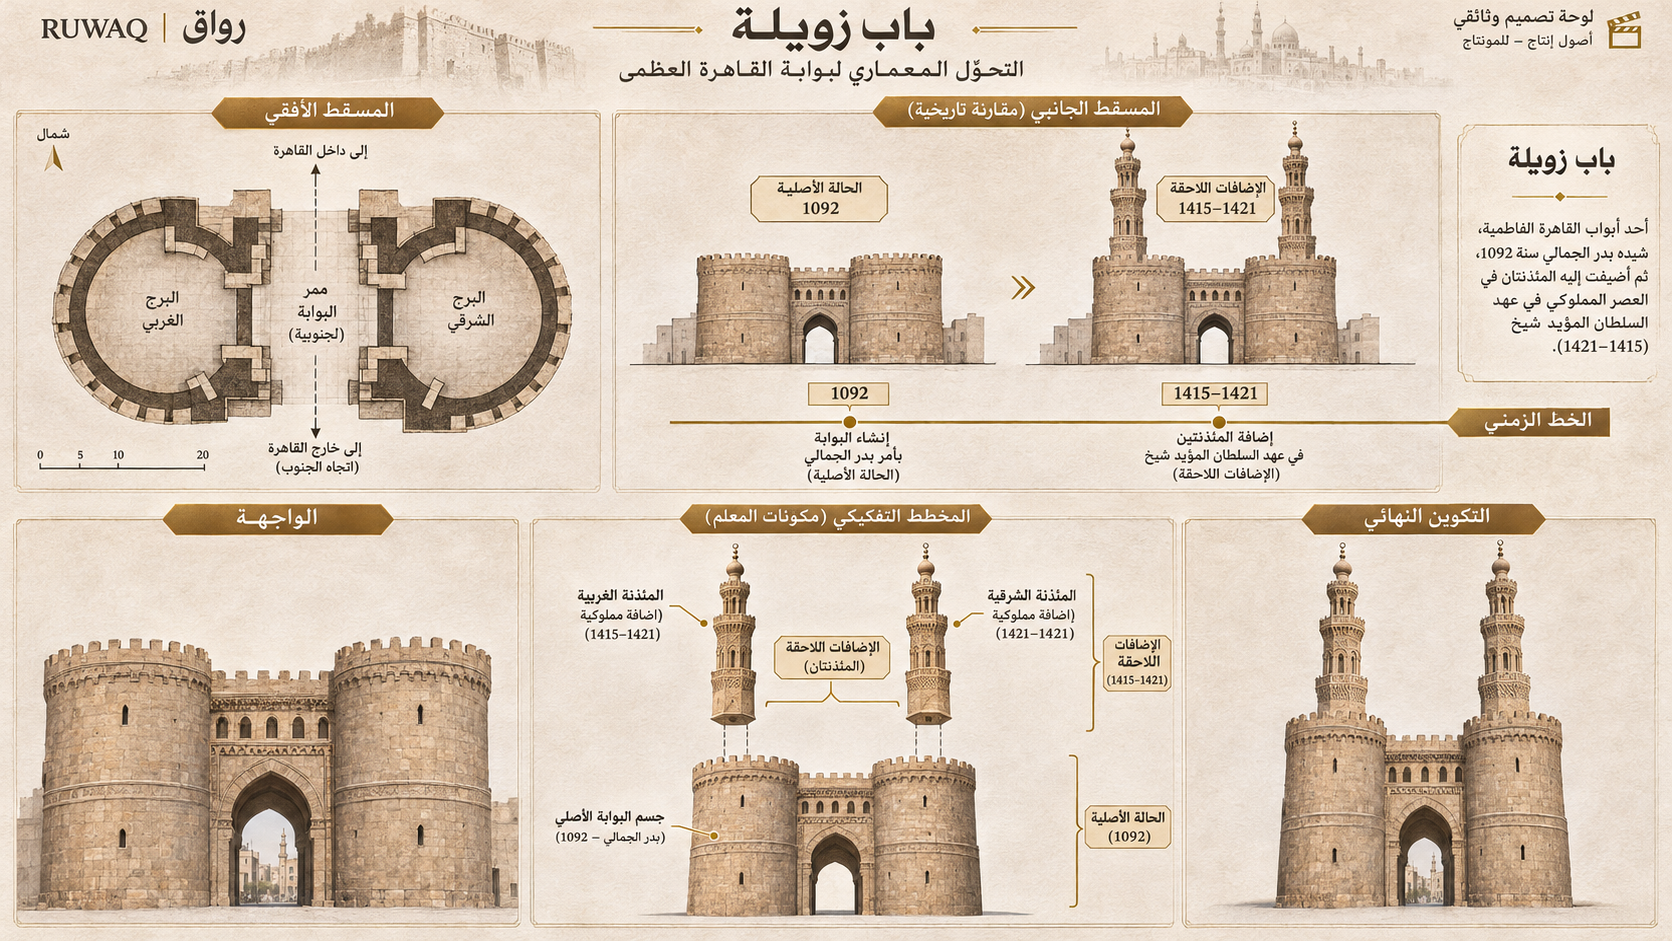 RUWAQ | رواق
باب زويلة
التحوّل المعماري لبوابة القاهرة العظمى
لوحة تصميم وثائقي
أصول إنتاج – للمونتاج
المسقط الأفقي
شمال
إلى داخل القاهرة
البرج
الغربي
ممر
البوابة
(لجنوبية)
البرج
الشرقي
إلى خارج القاهرة
(اتجاه الجنوب)
0 5 10 20
المسقط الجانبي (مقارنة تاريخية)
الحالة الأصلية
1092
الإضافات اللاحقة
1415–1421
1092
إنشاء البوابة
بأمر بدر الجمالي
(الحالة الأصلية)
1415–1421
إضافة المئذنتين
في عهد السلطان المؤيد شيخ
(الإضافات اللاحقة)
الخط الزمني
باب زويلة
أحد أبواب القاهرة الفاطمية،
شيده بدر الجمالي سنة 1092،
ثم أضيفت إليه المئذنتان في
العصر المملوكي في عهد
السلطان المؤيد شيخ
(1415–1421).
الواجهة
المخطط التفكيكي (مكونات المعلم)
المئذنة الغربية
(إضافة مملوكية
(1415–1421)
المئذنة الشرقية
(إضافة مملوكية
(1421–1421)
الإضافات اللاحقة
(المئذنتان)
الإضافات
اللاحقة
(1415-1421)
جسم البوابة الأصلي
(بدر الجمالي – 1092)
الحالة الأصلية
(1092)
التكوين النهائي